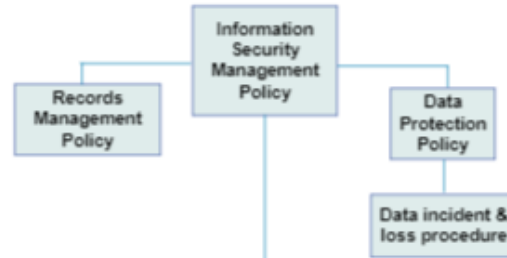 Information
Security
Management
Policy
Records
Management
Policy
Data
Protection
Policy
Data incident &
loss procedure